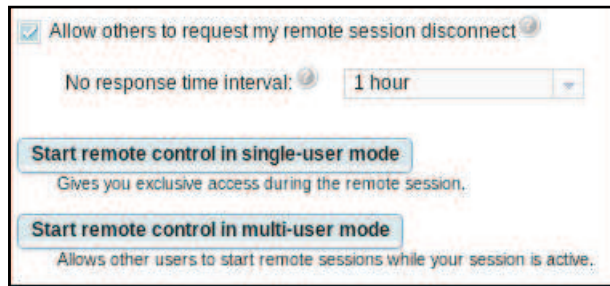 Allow others to request my remote session disconnect
No response time interval: 1 hour
Start remote control in single-user mode
Gives you exclusive access during the remote session.
Start remote control in multi-user mode
Allows other users to start remote sessions while your session is active.